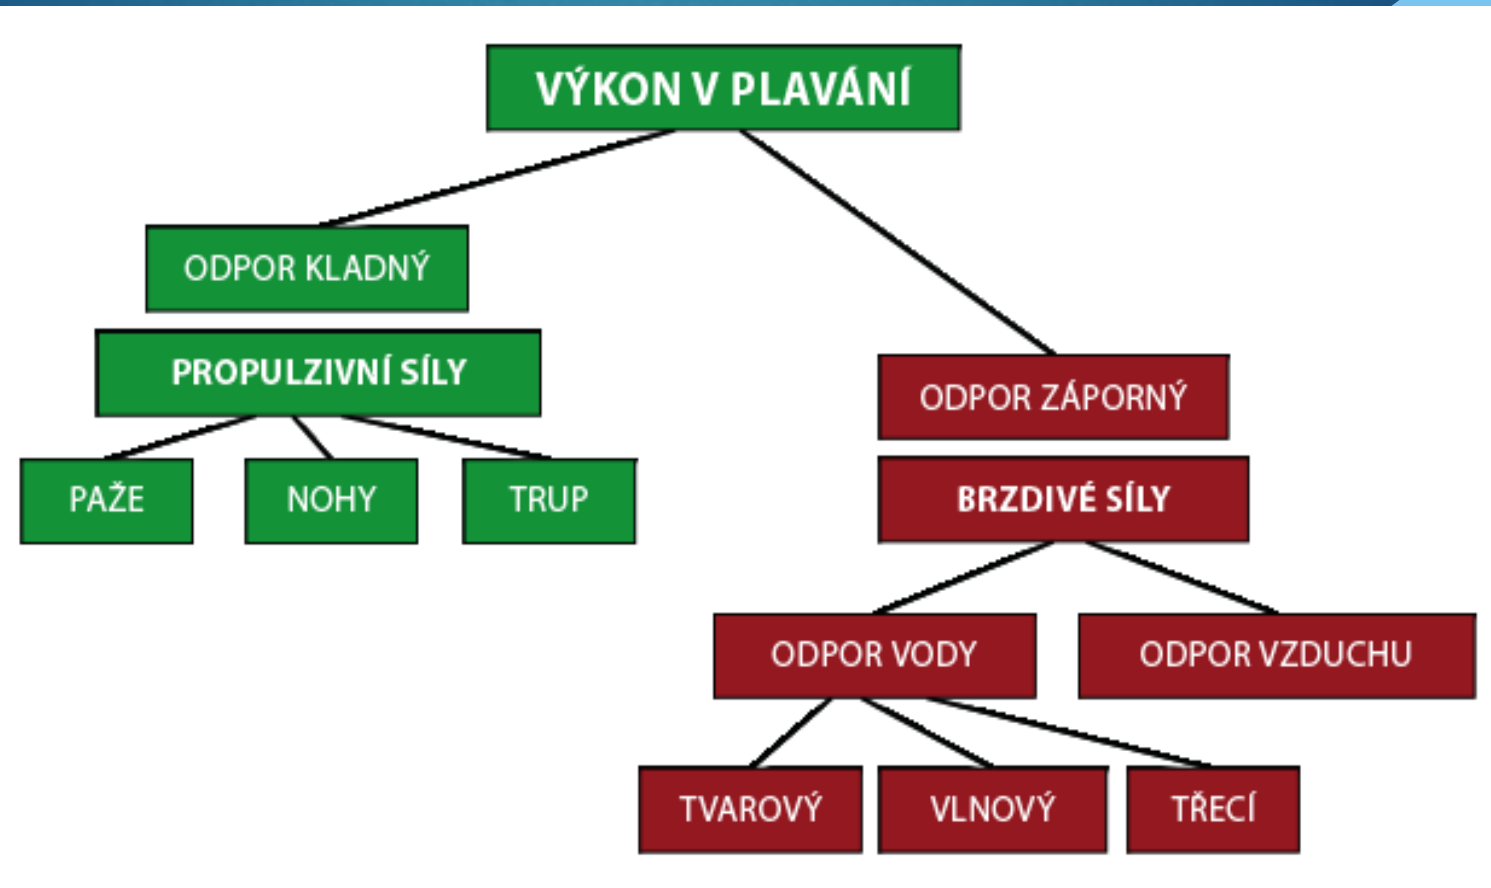 VÝKON V PLAVÁNÍ
ODPOR KLADNÝ
PROPULZIVNÍ SÍLY
PAŽE
NOHY
TRUP
ODPOR ZÁPORNÝ
BRZDIVÉ SÍLY
ODPOR VODY
ODPOR VZDUCHU
TVAROVÝ
VLNOVÝ
TŘECÍ